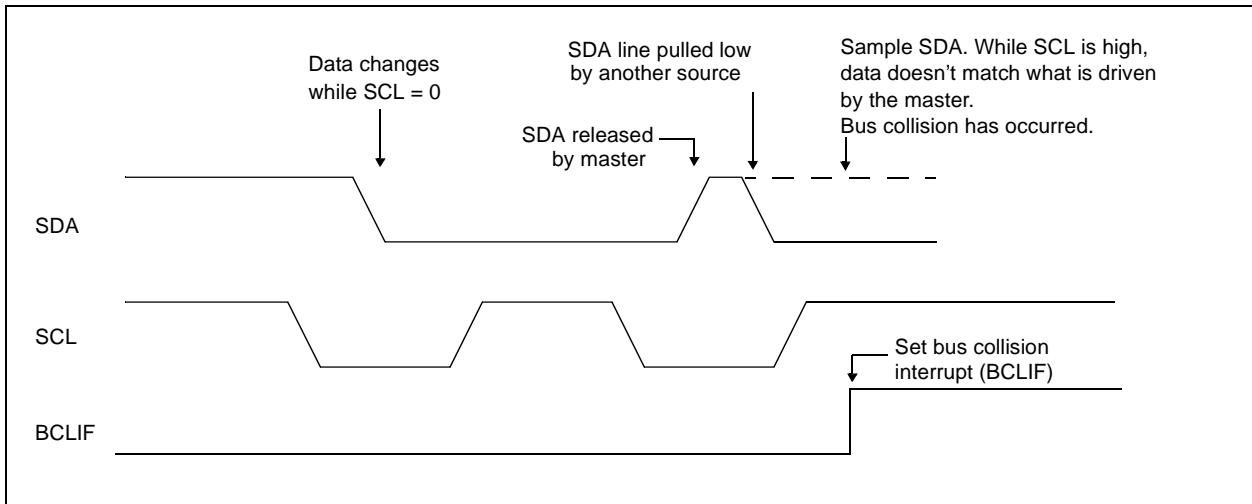 Data changes
while SCL = 0
SDA line pulled low
by another source
SDA released
by master
Sample SDA. While SCL is high,
data doesn't match what is driven
by the master.
Bus collision has occurred.
SDA
SCL
Set bus collision
interrupt (BCLIF)
BCLIF